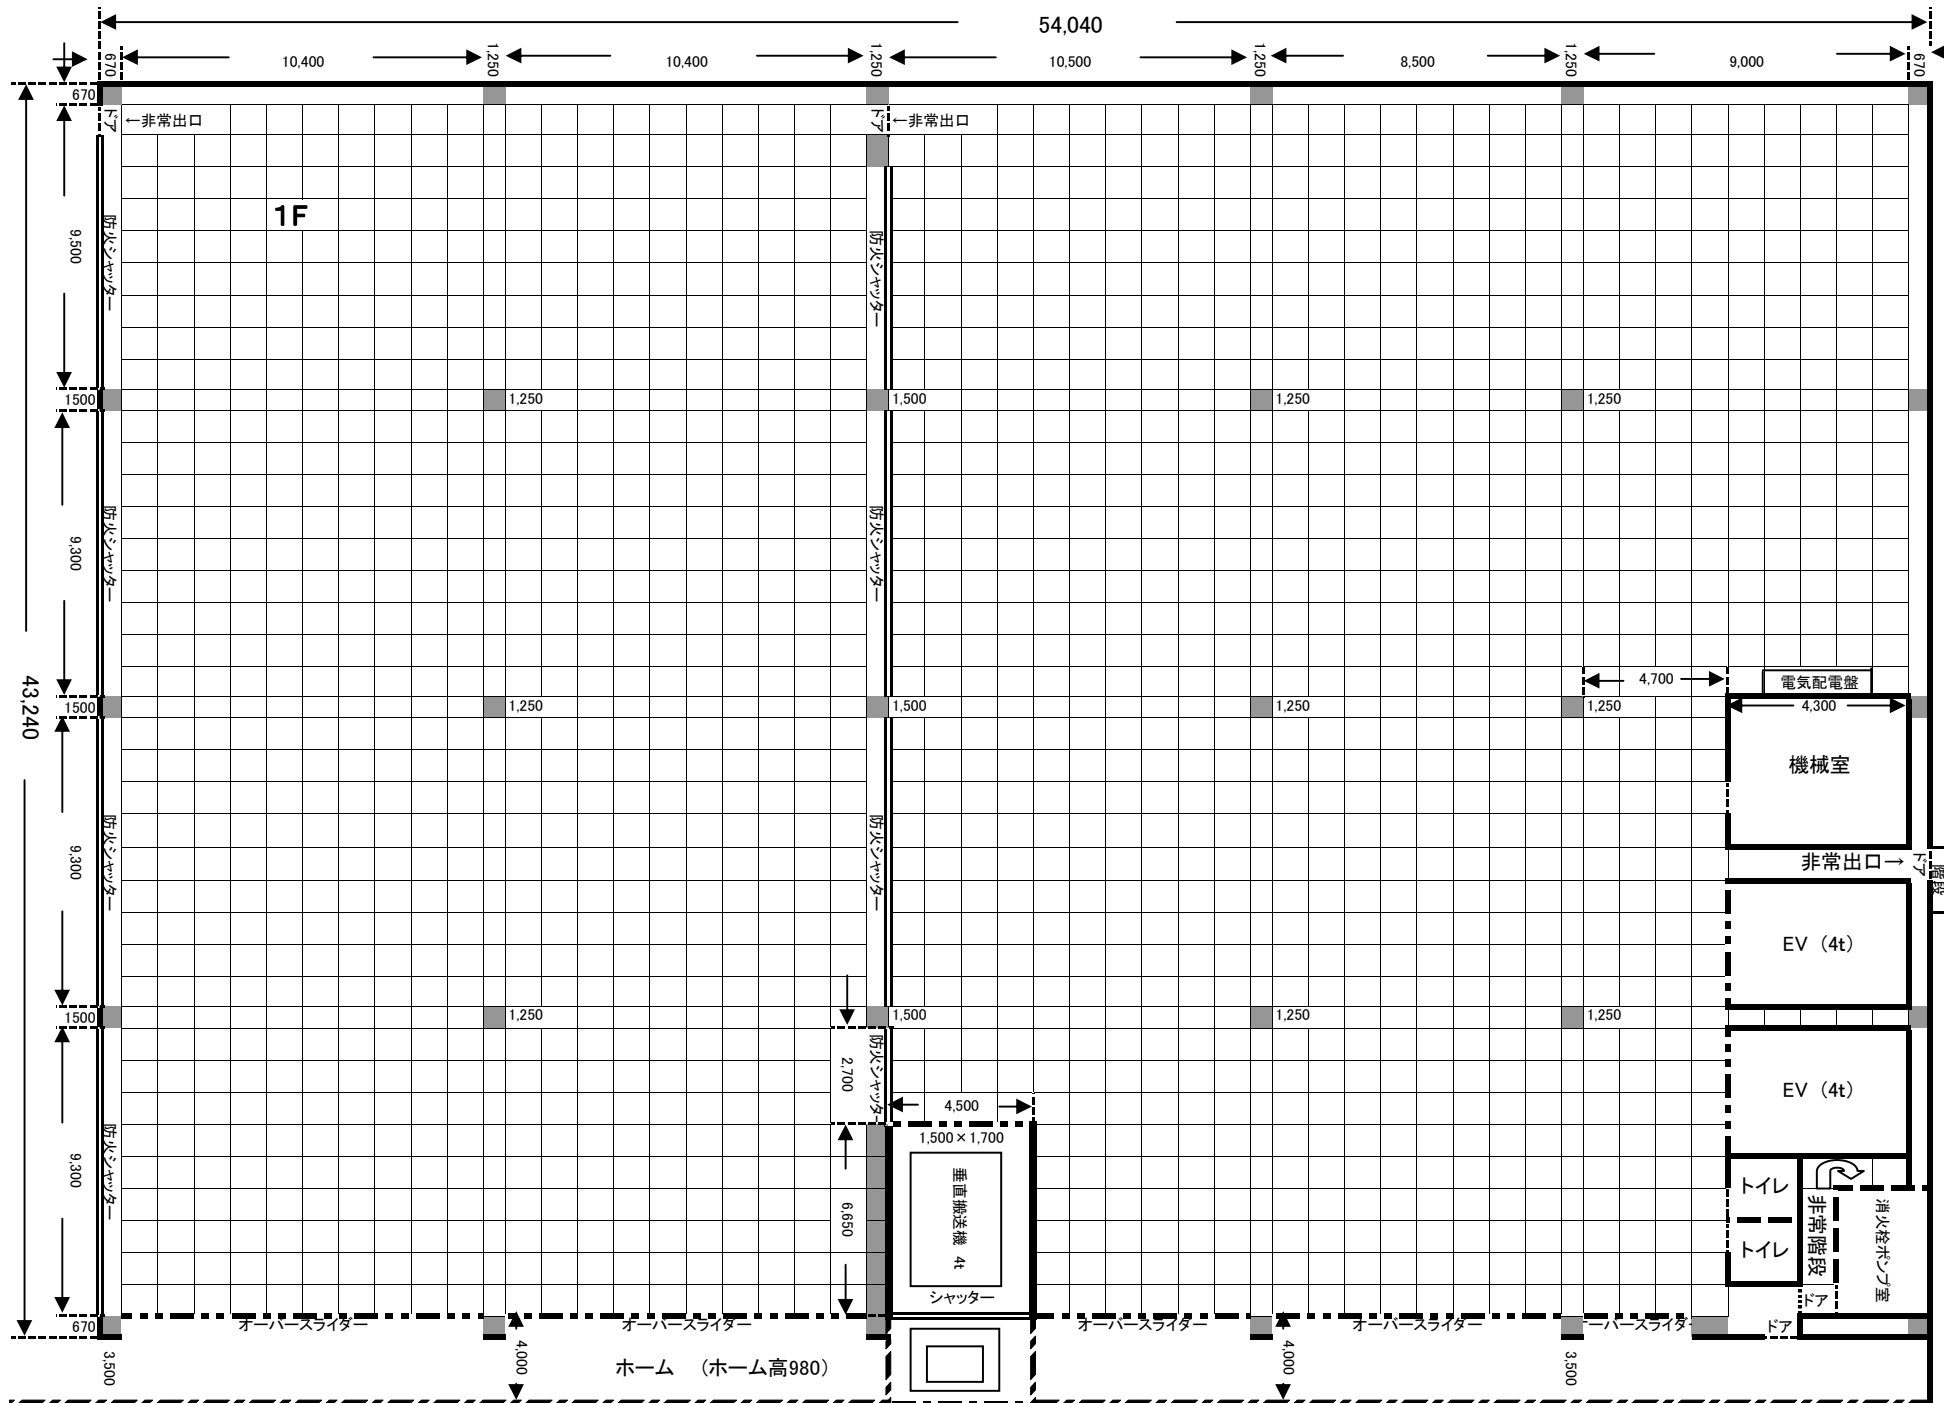 54,040
670
10,400
1,250
10,400
1,250
10,500
1,250
8,500
1,250
9,000
670
670
ドア
←非常出口
ドア
←非常出口
1F
9,500
防火シャッター
防火シャッター
1500
1,250
1,500
1,250
1,250
9,300
防火シャッター
防火シャッター
43,240
4,700
電気配電盤
1500
1,250
1,500
1,250
1,250
4,300
機械室
9,300
防火シャッター
防火シャッター
非常出口→
ドア
階段
EV（4t）
1500
1,250
1,500
1,250
1,250
2,700
防火シャッター
EV（4t）
4,500
1,500×1,700
9,300
防火シャッター
6,650
垂直搬送機 4t
トイレ
トイレ
非常階段
消火栓ポンプ室
シャッター
ドア
670
オーバースライダー
オーバースライダー
オーバースライダー
オーバースライダー
ーバースライダー
ドア
3,500
4,000
ホーム （ホーム高980）
4,000
3,500